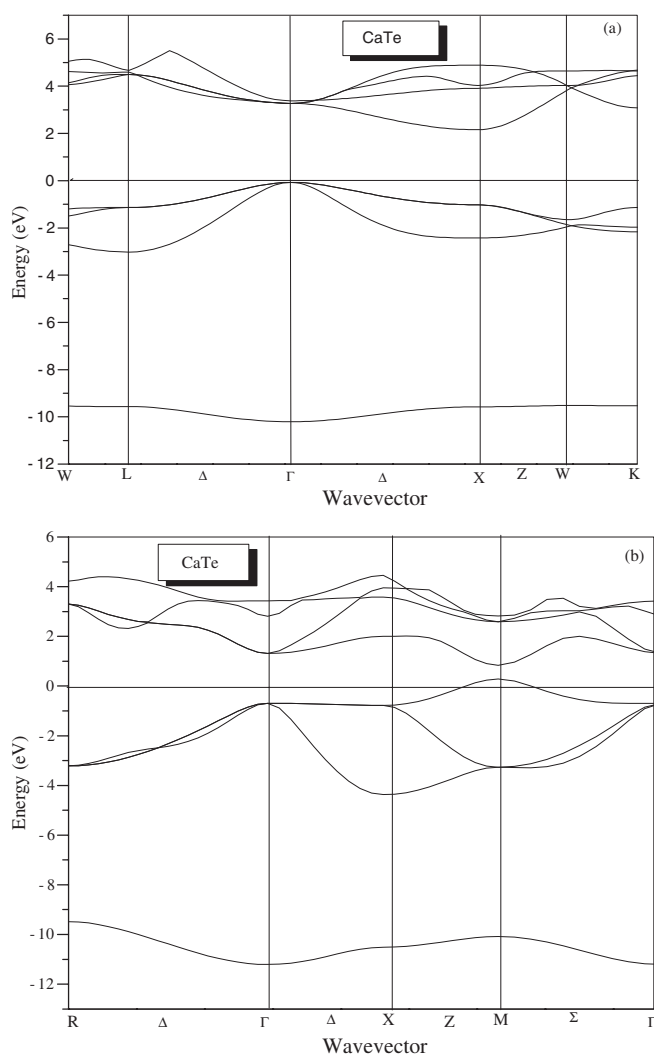 6
4
2
0
- 2
- 4
- 6
- 8
- 10
- 12
Energy (eV)
CaTe
(a)
W L Δ Γ Δ X Z W K
Wavevector
6
4
2
0
- 2
- 4
- 6
- 8
- 10
- 12
Energy (eV)
CaTe
(b)
R Δ Γ Δ X Z M Σ Γ
Wavevector